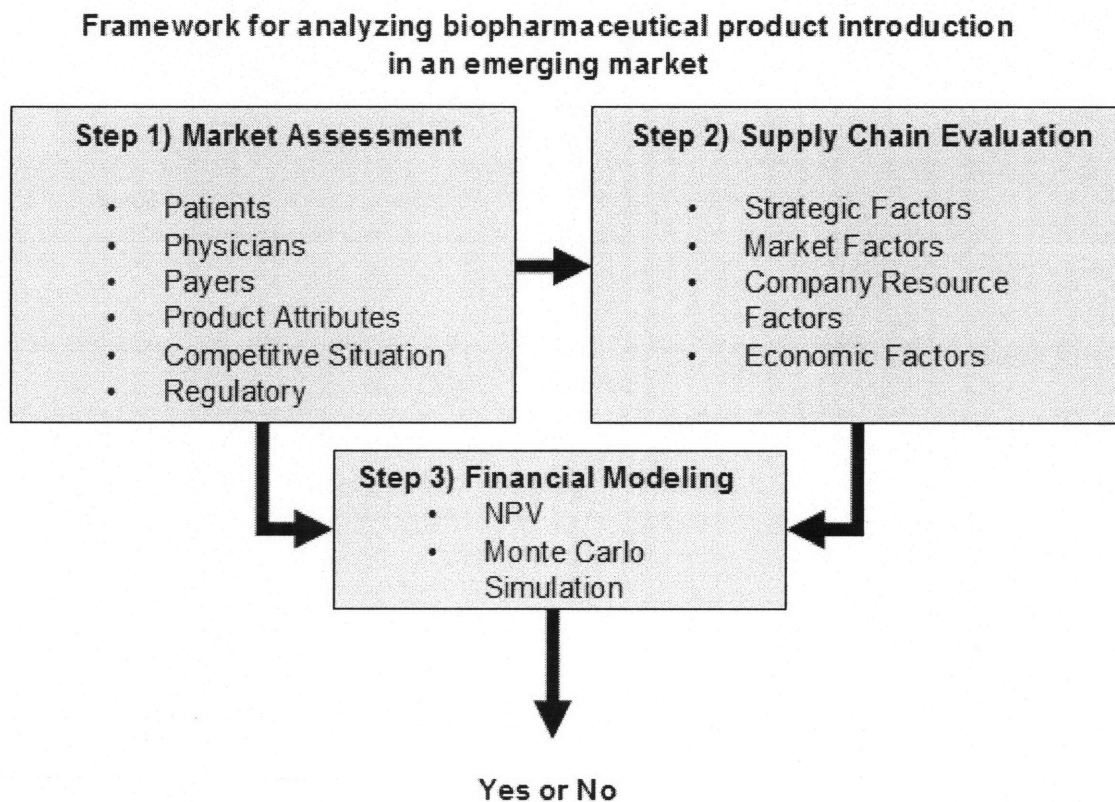 Framework for analyzing biopharmaceutical product introduction
in an emerging market
Step 1) Market Assessment
• Patients
• Physicians
• Payers
• Product Attributes
• Competitive Situation
• Regulatory
Step 2) Supply Chain Evaluation
• Strategic Factors
• Market Factors
• Company Resource
Factors
• Economic Factors
Step 3) Financial Modeling
• NPV
• Monte Carlo
Simulation
Yes or No